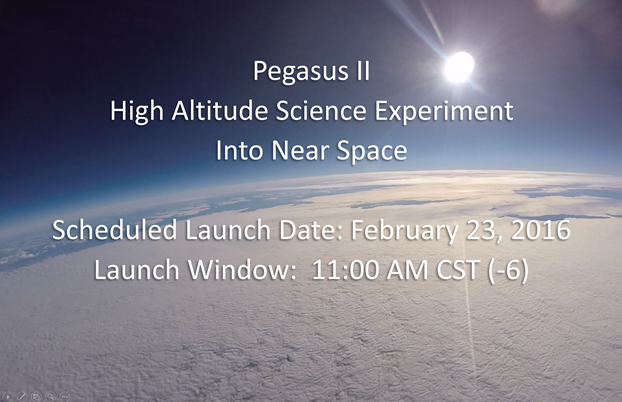 Pegasus II
High Altitude Science Experiment
Into Near Space
Scheduled Launch Date: February 23, 2016
Launch Window:  11:00 AM CST (-6)